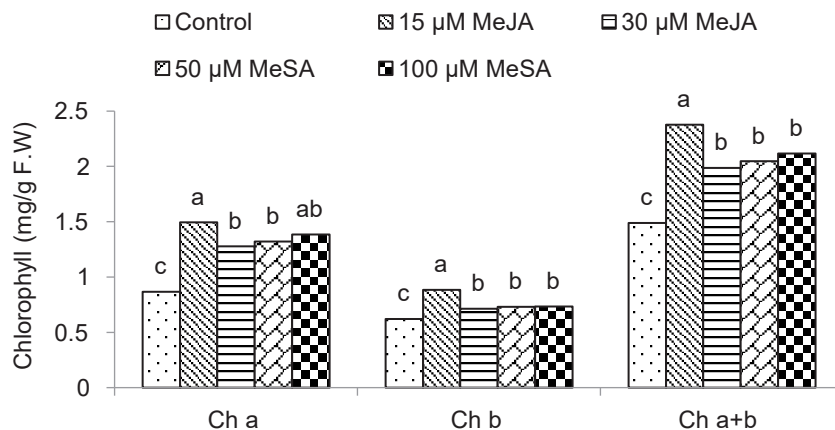 Control 15 µM MeJA 30 µM MeJA
50 µM MeSA 100 µM MeSA
Chlorophyll (mg/g F.W)
2.5
2
1.5
1
0.5
0
c a b b ab
c a b b b
c a b b b
Ch a Ch b Ch a+b